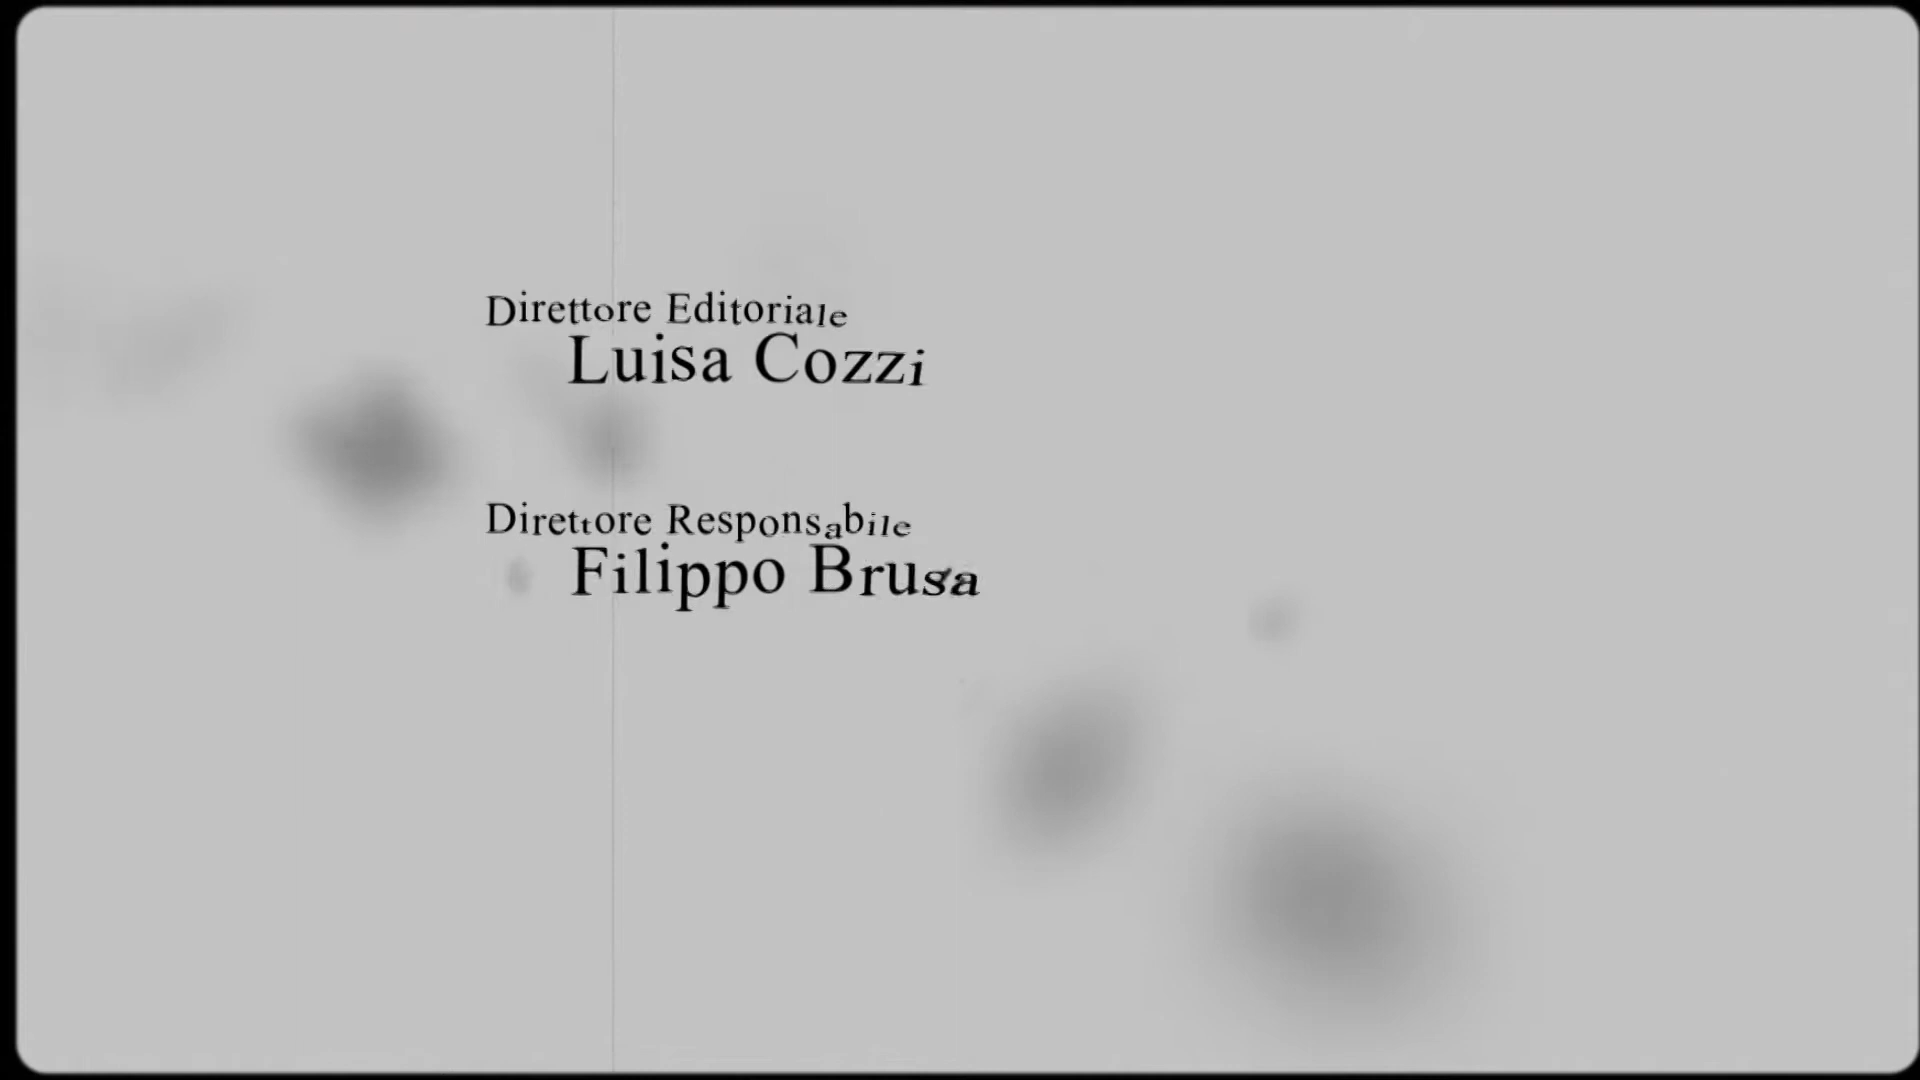 Direttore Editoriale
Luisa Cozzi
Direttore Responsabile
Filippo Brusa